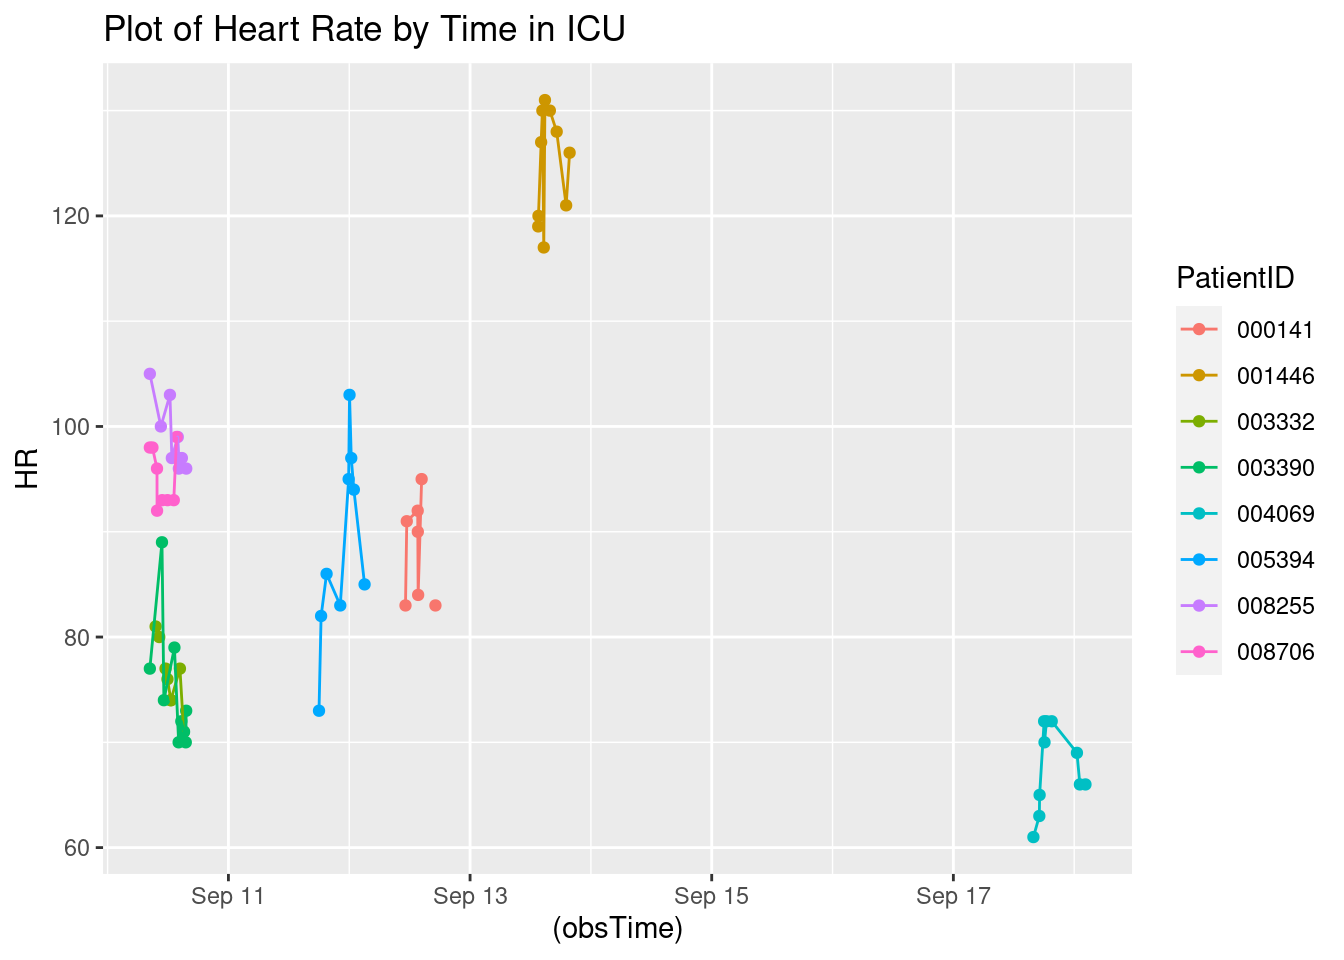 Plot of Heart Rate by Time in ICU
HR
120
100
80
60
Sep 11
Sep 13
Sep 15
Sep 17
(obsTime)
PatientID
000141
001446
003332
003390
004069
005394
008255
008706